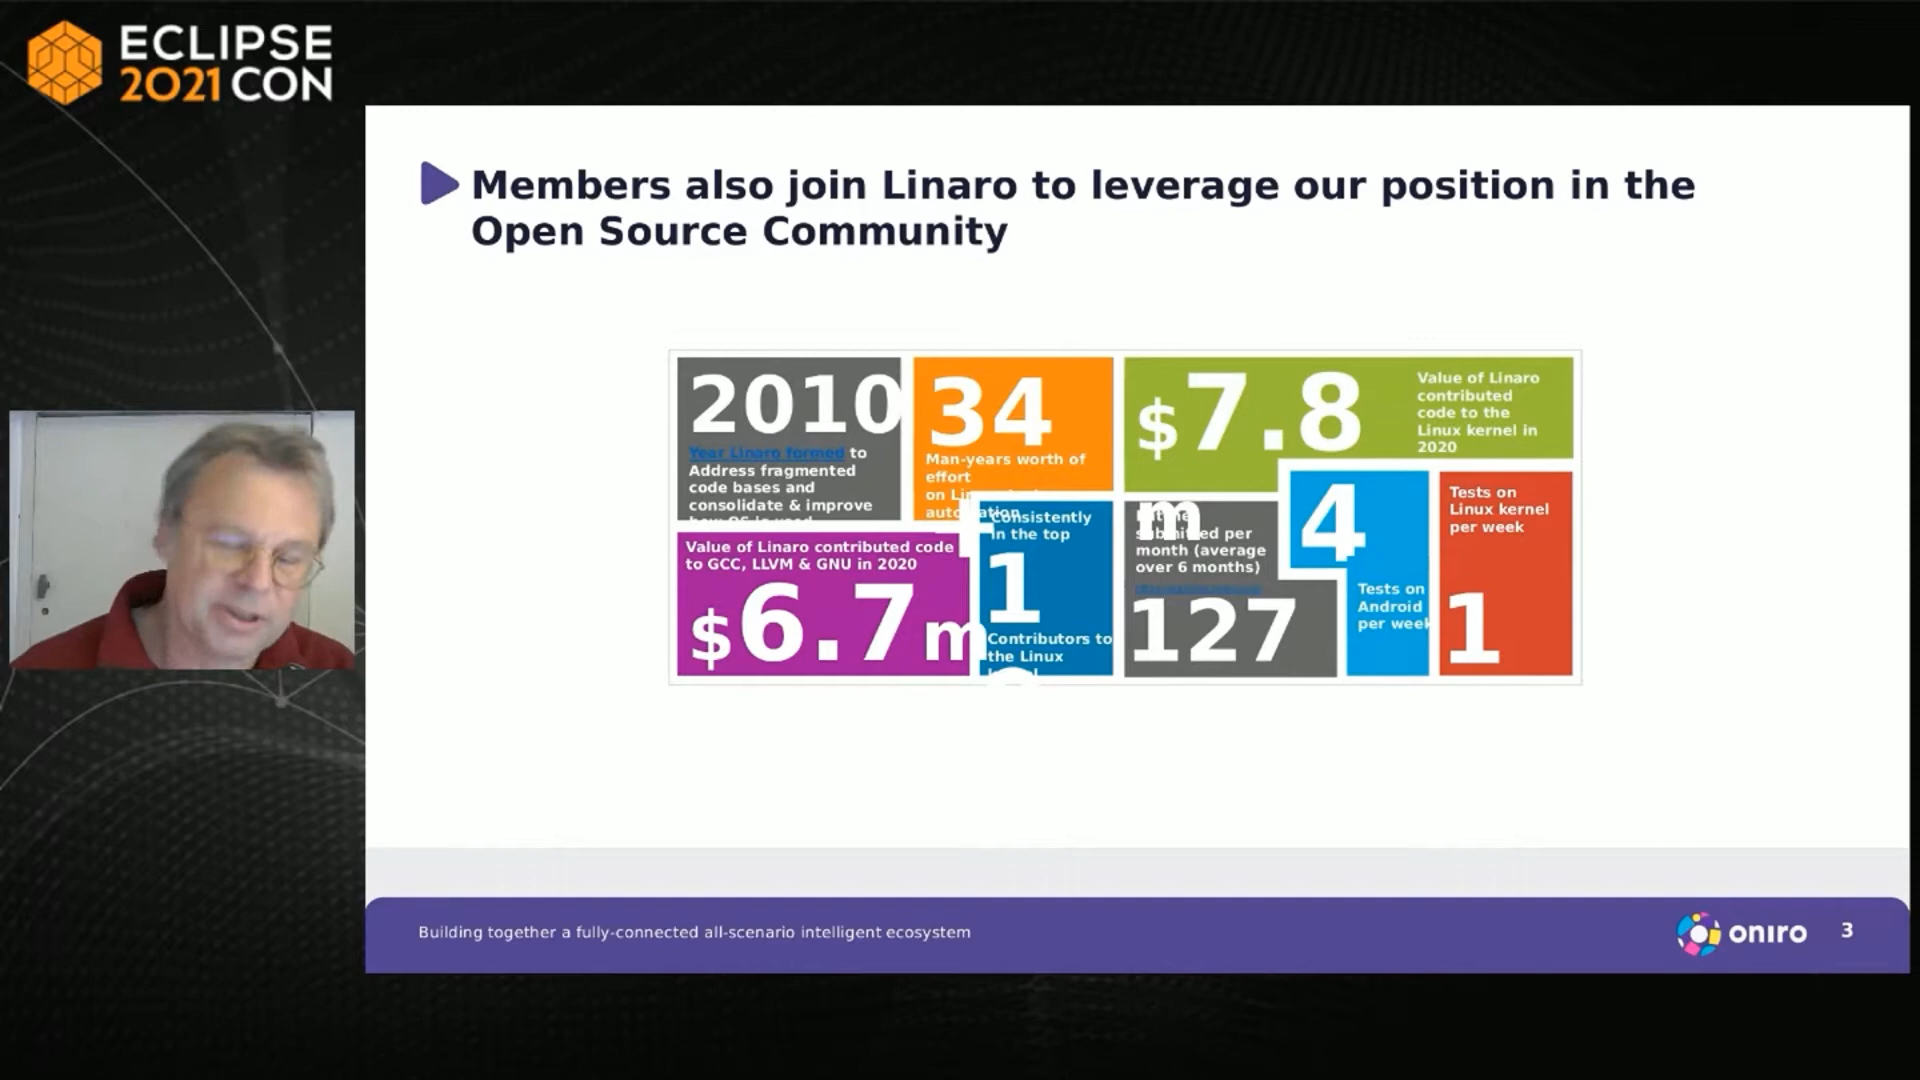 ECLIPSE
2021 CON
Members also join Linaro to leverage our position in the
Open Source Community
2010
Year Linaro formed to
Address fragmented
code bases and
consolidate & improve
34
Man-years worth of
effort
on
$7.8
m
Value of Linaro
contributed
code to the
Linux kernel in
2020
Value of Linaro contributed code
to GCC, LLVM & GNU in 2020
$6.7m
Consistently
in the top
1
Contributors to
the Linux
submitted per
month (average
over 6 months)
127
4
Tests on
Android
per week
Tests on
Linux kernel
per week
1
Building together a fully-connected all-scenario intelligent ecosystem
oniro
3